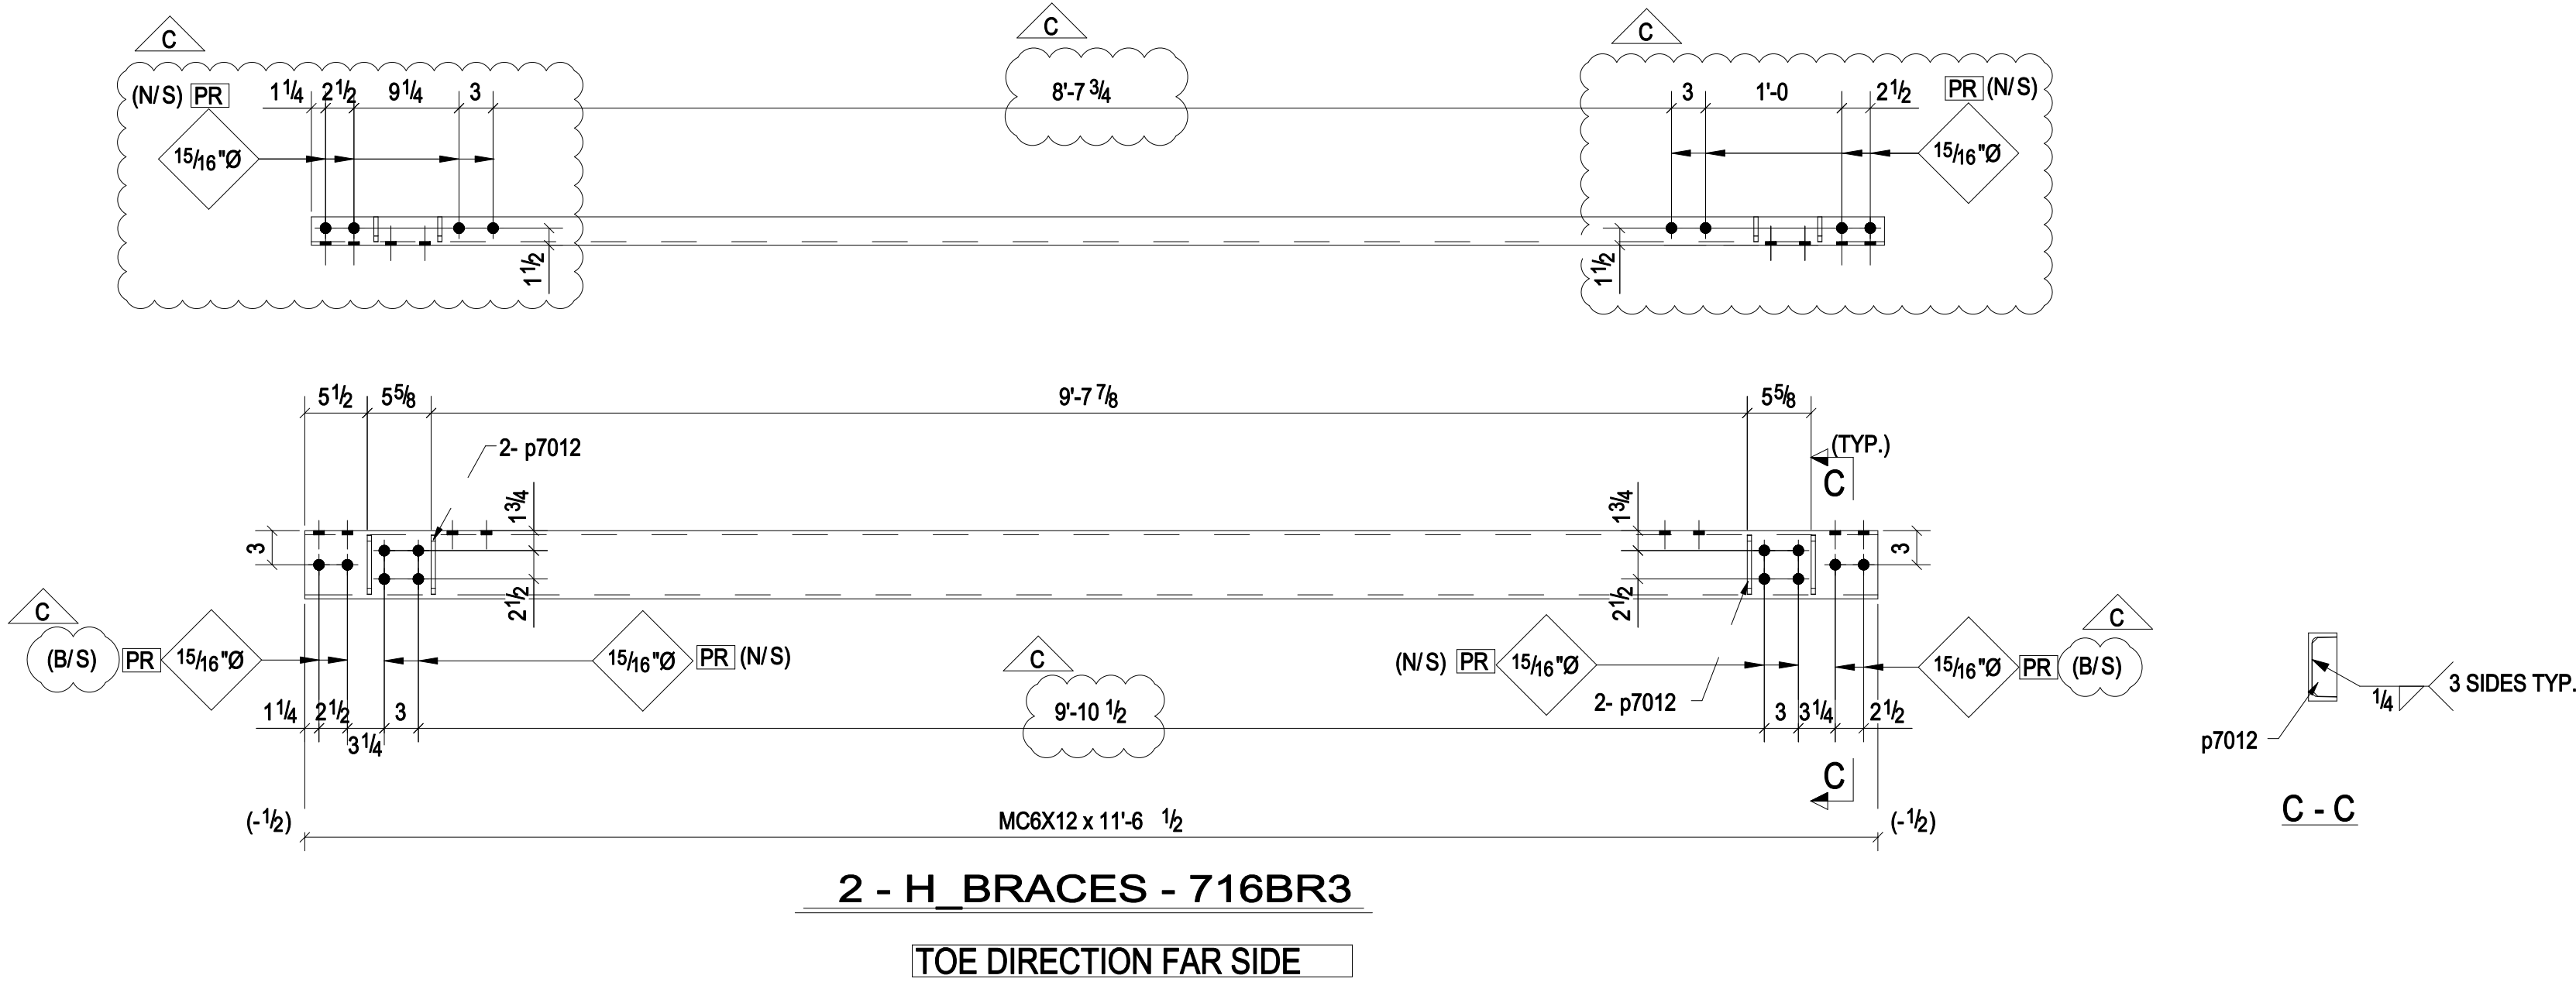 C
C
C
(N/S) PR
1 1/4
2 1/2
9 1/4
3
8'-7 3/4
3
1'-0
2 1/2
PR (N/S)
15/16"Ø
15/16"Ø
1 1/2
1 1/2
5 1/2
5 5/8
9'-7 7/8
5 5/8
2- p7012
(TYP.)
C
1 3/4
1 3/4
3
3
2 1/2
2 1/2
C
(B/S) PR 15/16"Ø
15/16"Ø PR (N/S)
C
(N/S) PR 15/16"Ø
15/16"Ø PR (B/S)
C
2- p7012
1 1/4
2 1/2
3 1/4
3
9'-10 1/2
3
3 1/4
2 1/2
C
1/4
3 SIDES TYP.
p7012
C - C
(-1/2)
MC6X12 x 11'-6 1/2
(-1/2)
2 - H_BRACES - 716BR3
TOE DIRECTION FAR SIDE